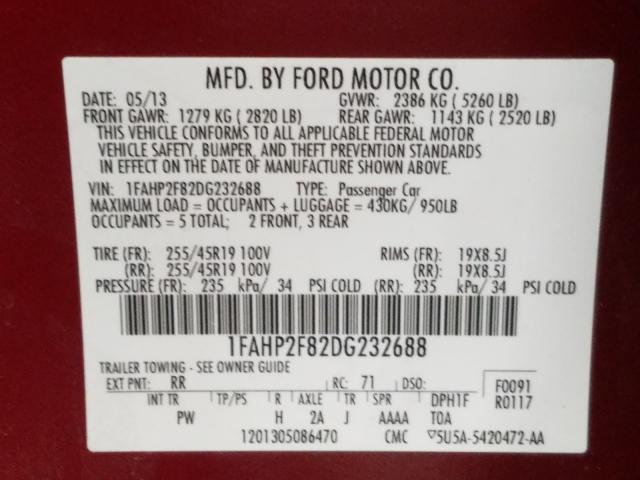 MFD. BY FORD MOTOR CO.
DATE: 05/13 GVWR: 2386 KG ( 5260 LB)
FRONT GAWR: 1279 KG ( 2820 LB) REAR GAWR: 1143 KG ( 2520 LB)
THIS VEHICLE CONFORMS TO ALL APPLICABLE FEDERAL MOTOR
VEHICLE SAFETY, BUMPER, AND THEFT PREVENTION STANDARDS
IN EFFECT ON THE DATE OF MANUFACTURE SHOWN ABOVE.
VIN: 1FAHP2F82DG232688 TYPE: Passenger Car
MAXIMUM LOAD = OCCUPANTS + LUGGAGE = 430KG/ 950LB
OCCUPANTS = 5 TOTAL; 2 FRONT, 3 REAR
TIRE (FR): 255/45R19 100V RIMS (FR): 19X8.5J
(RR): 255/45R19 100V (RR): 19X8.5J
PRESSURE (FR): 235 kPa/ 34 PSI COLD (RR): 235 kPa/ 34 PSI COLD
1FAHP2F82DG232688
TRAILER TOWING - SEE OWNER GUIDE
EXT PNT: RR RC: 71 DSO: F0091
INT TR TP/PS R AXLE TR SPR DPH1F R0117
PW H 2A J AAAA TOA
1201305086470 CMC ▽5U5A-5420472-AA